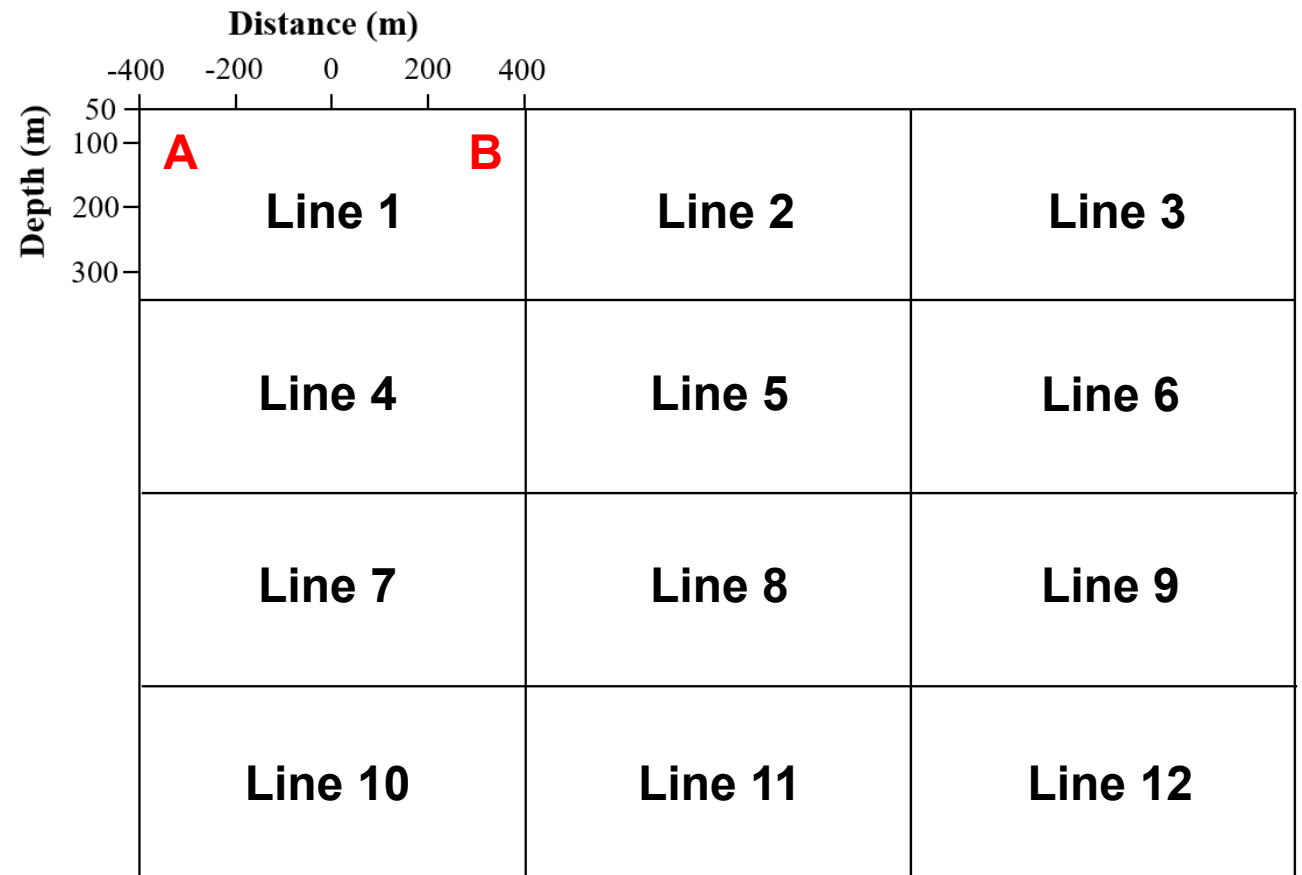 Distance (m)
-400 -200 0 200 400
Depth (m)
50
100
200
300
A B
Line 1 Line 2 Line 3
Line 4 Line 5 Line 6
Line 7 Line 8 Line 9
Line 10 Line 11 Line 12